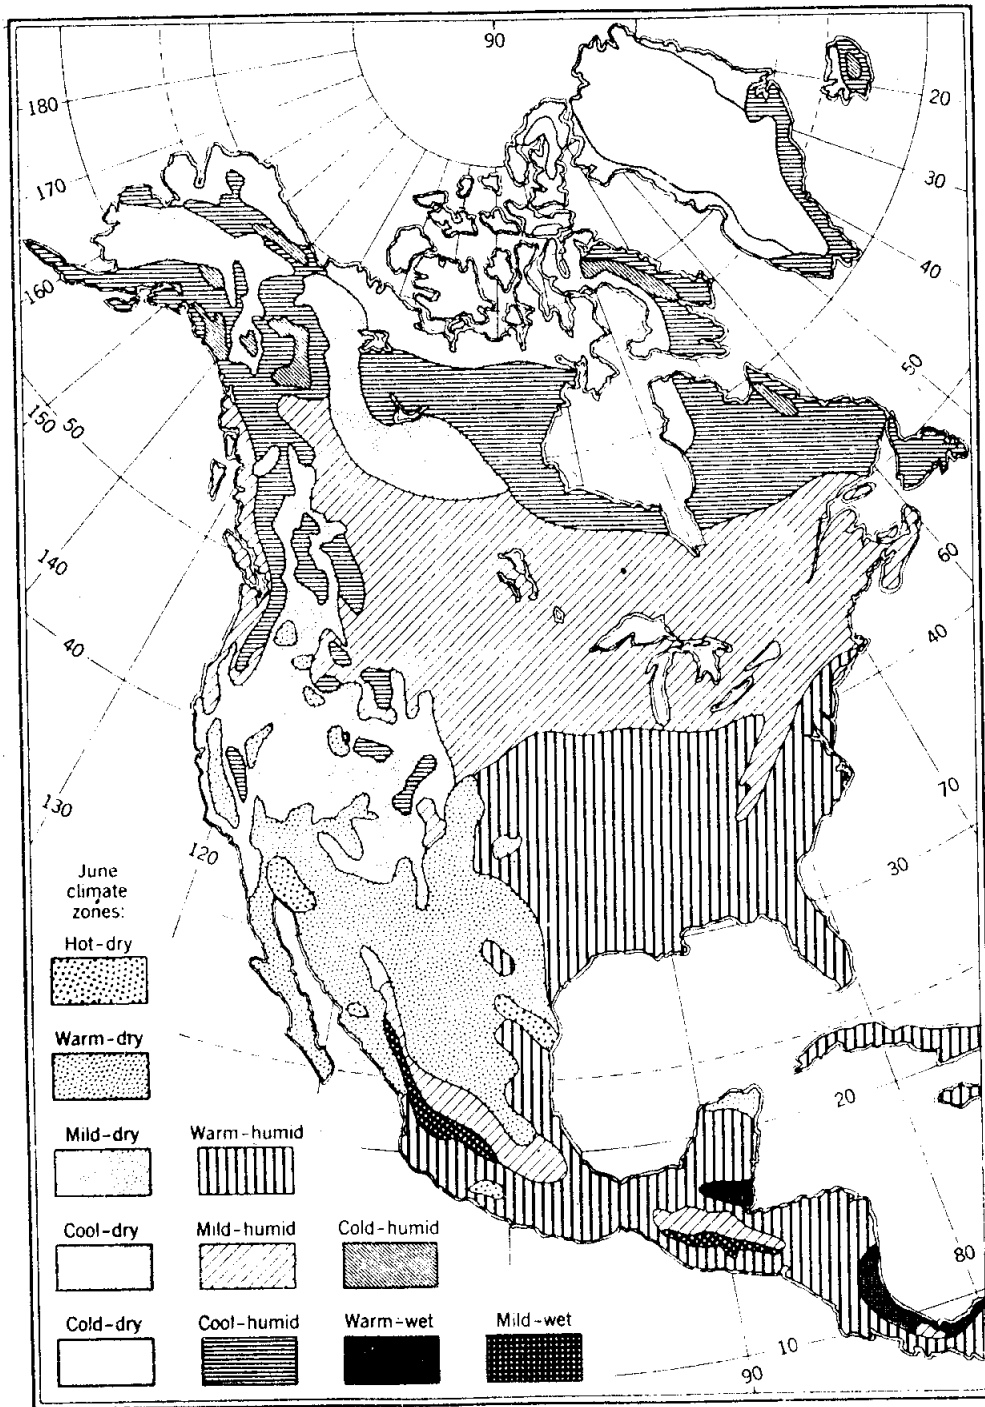 90
180
170
160
150
50
140
40
130
120
20
30
40
50
60
40
70
30
20
80
10
90
June
climate
zones:
Hot-dry
Warm-dry
Mild-dry
Warm-humid
Cool-dry
Mild-humid
Cold-humid
Cold-dry
Cool-humid
Warm-wet
Mild-wet